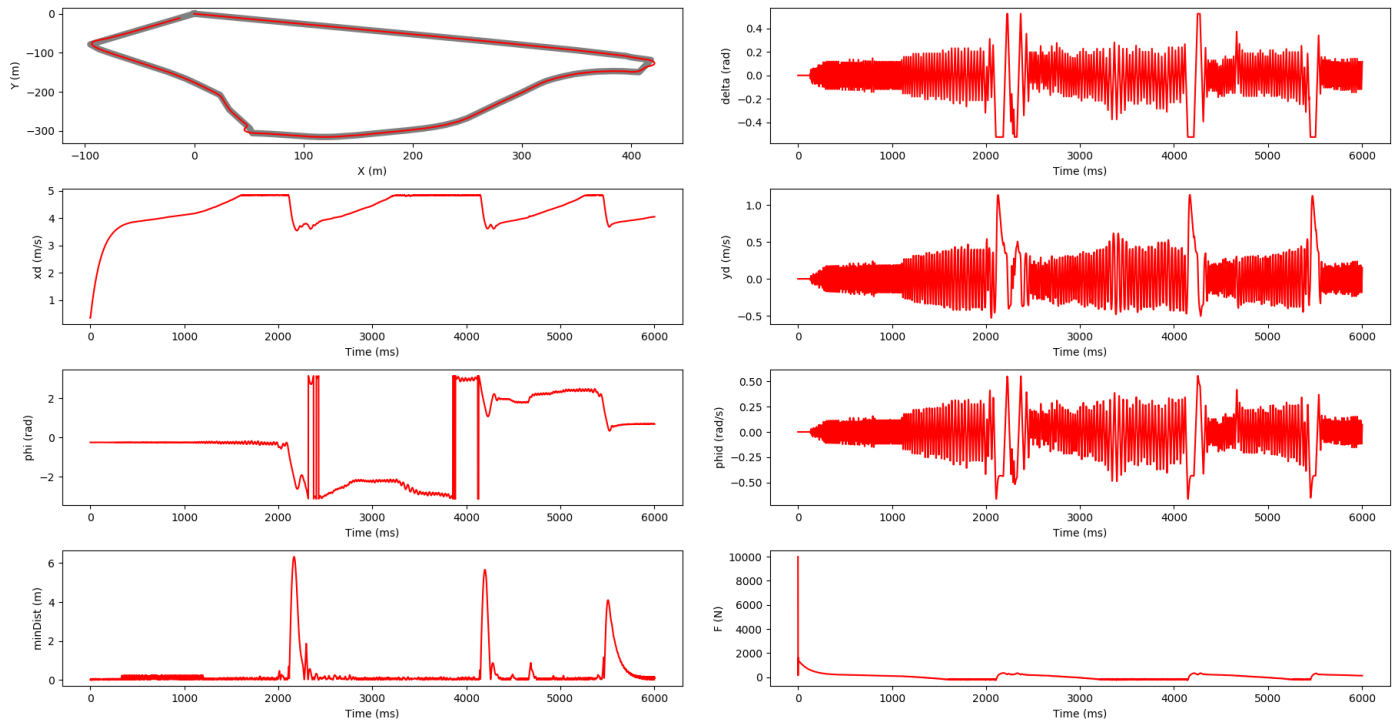 0
−100
−200
−300
Y (m)
−100 0 100 200 300 400
X (m)
0.4
0.2
0.0
−0.2
−0.4
delta (rad)
0 1000 2000 3000 4000 5000 6000
Time (ms)
5
4
3
2
1
xd (m/s)
0 1000 2000 3000 4000 5000 6000
Time (ms)
1.0
0.5
0.0
−0.5
yd (m/s)
0 1000 2000 3000 4000 5000 6000
Time (ms)
2
0
−2
phi (rad)
0 1000 2000 3000 4000 5000 6000
Time (ms)
0.50
0.25
0.00
−0.25
−0.50
phid (rad/s)
0 1000 2000 3000 4000 5000 6000
Time (ms)
6
4
2
0
minDist (m)
0 1000 2000 3000 4000 5000 6000
Time (ms)
10000
8000
6000
4000
2000
0
F (N)
0 1000 2000 3000 4000 5000 6000
Time (ms)